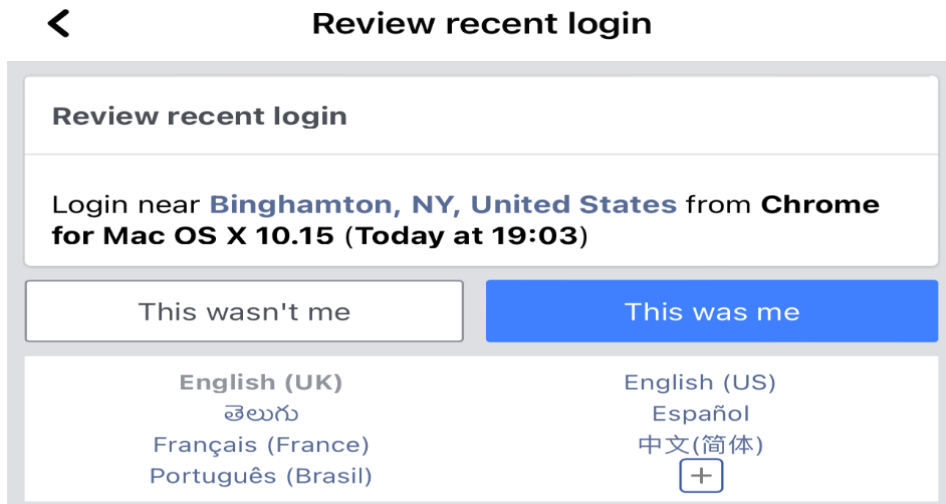 Review recent login
Review recent login
Login near Binghamton, NY, United States from Chrome
for Mac OS X 10.15 (Today at 19:03)
This wasn't me
This was me
English (UK)
English (US)
తెలుగు
Español
Français (France)
中文(简体)
Português (Brasil)
+